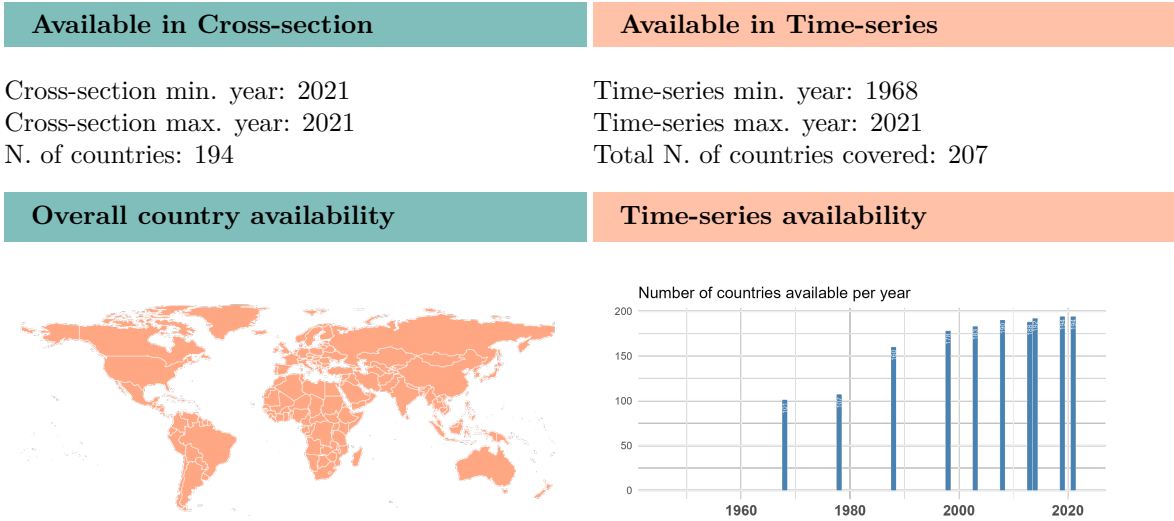 Available in Cross-section
Available in Time-series
Cross-section min. year: 2021
Cross-section max. year: 2021
N. of countries: 194
Time-series min. year: 1968
Time-series max. year: 2021
Total N. of countries covered: 207
Overall country availability
Time-series availability
Number of countries available per year
200
150
100
50
0
1960
1980
2000
2020